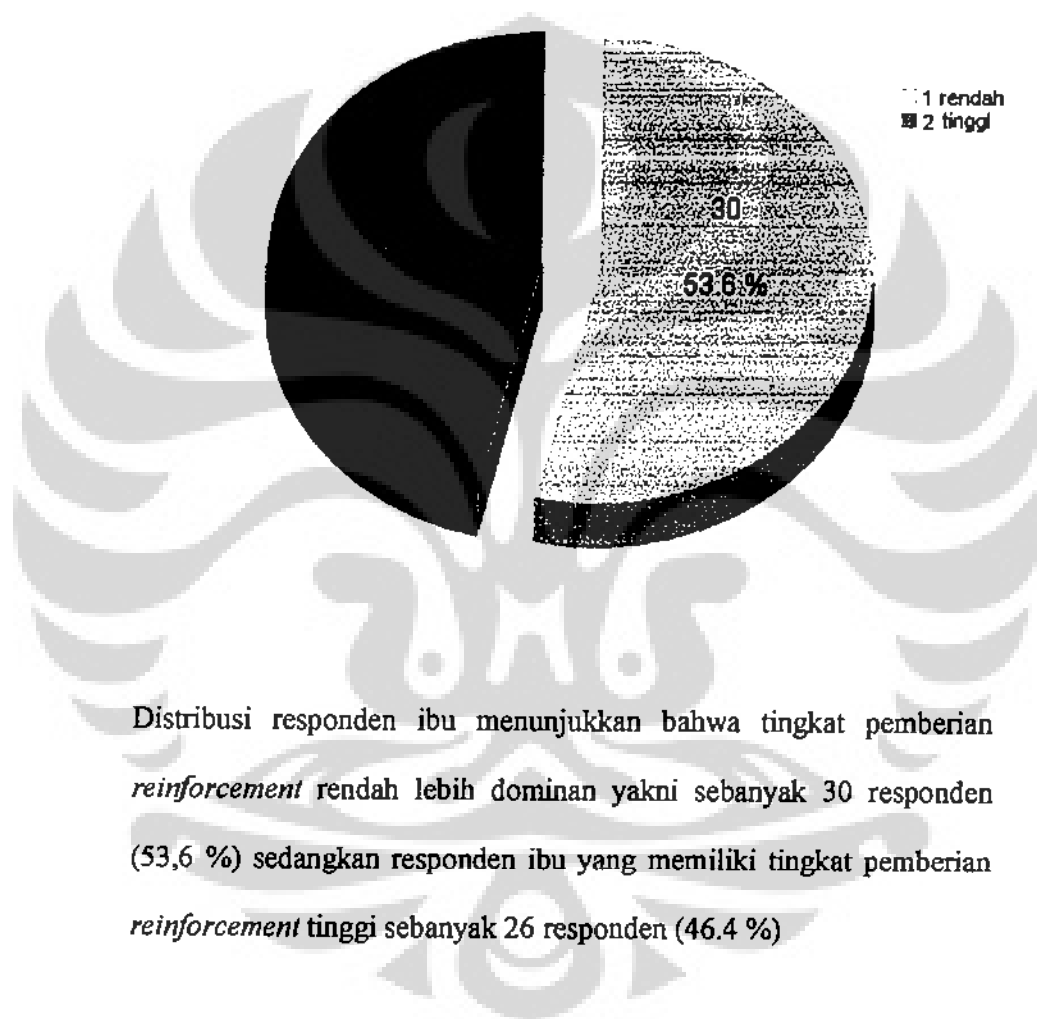 1 rendah
2 tinggi
30
53.6 %
Distribusi responden ibu menunjukkan bahwa tingkat pemberian
reinforcement rendah lebih dominan yakni sebanyak 30 responden
(53,6 %) sedangkan responden ibu yang memiliki tingkat pemberian
reinforcement tinggi sebanyak 26 responden (46.4 %)